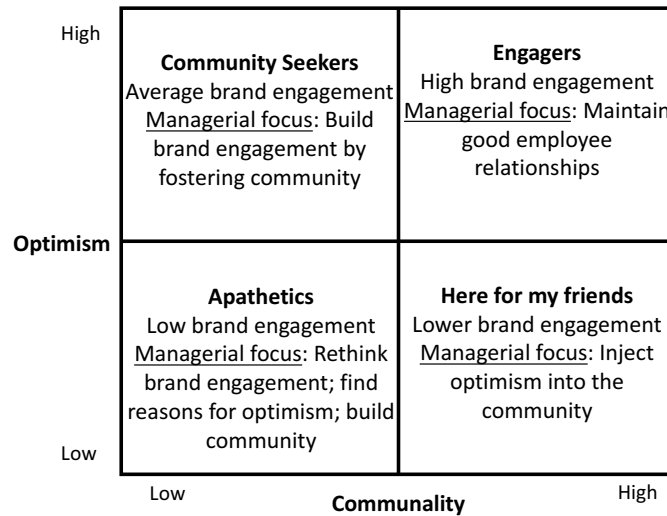 High
Community Seekers
Average brand engagement
Managerial focus: Build
brand engagement by
fostering community
Engagers
High brand engagement
Managerial focus: Maintain
good employee
relationships
Optimism
Apathetics
Low brand engagement
Managerial focus: Rethink
brand engagement; find
reasons for optimism; build
community
Here for my friends
Lower brand engagement
Managerial focus: Inject
optimism into the
community
Low
Low
Communality
High